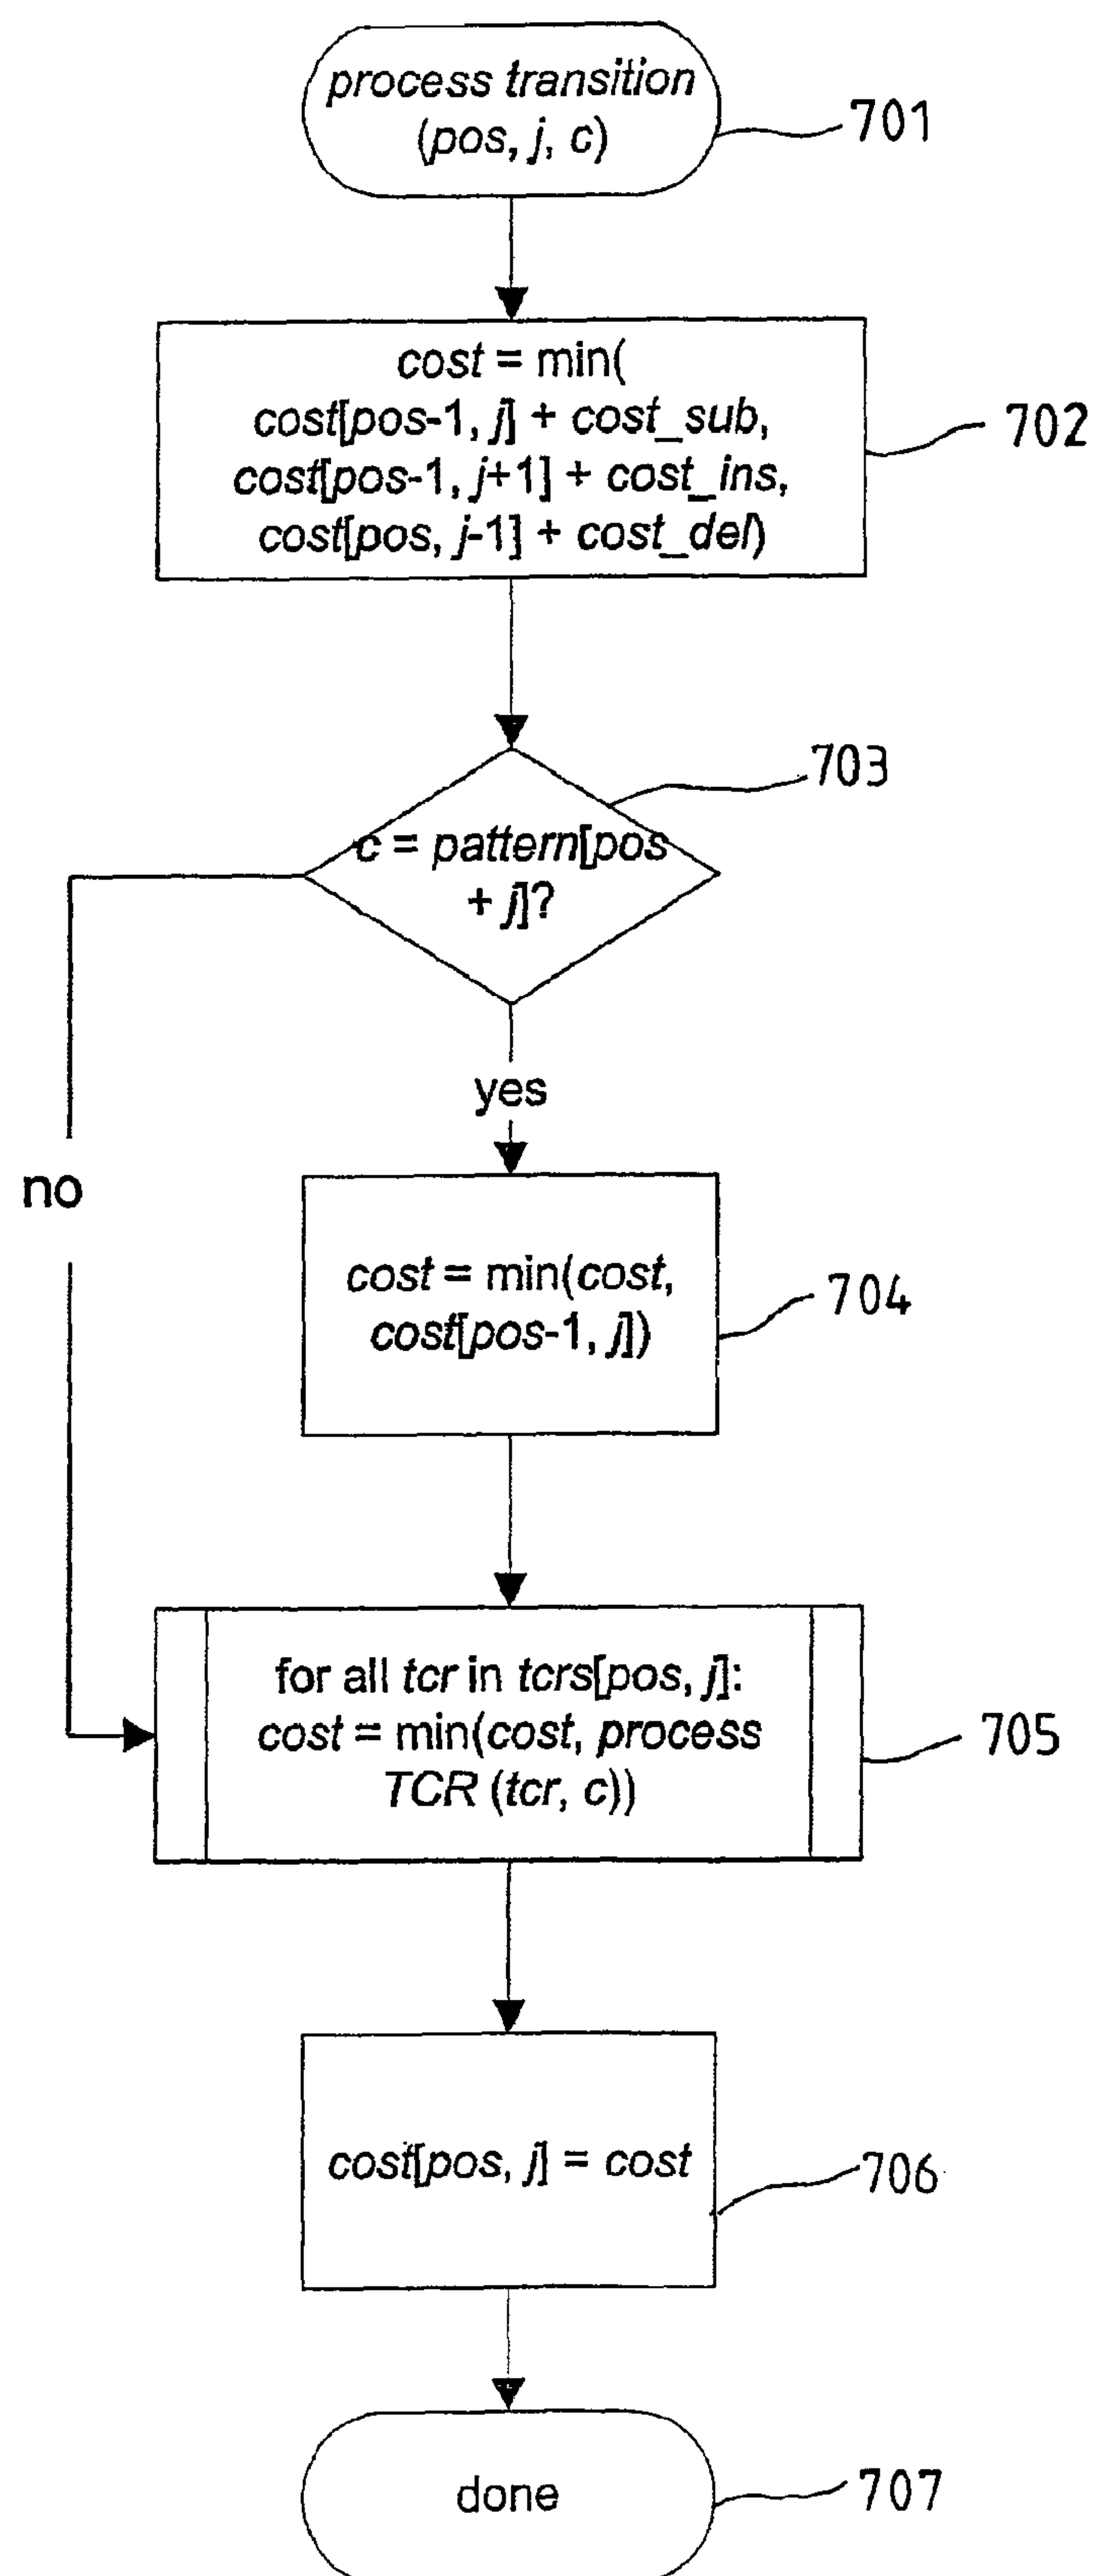 process transition
(pos, j, c)
701
cost = min(
cost[pos-1, j] + cost_sub,
cost[pos-1, j+1] + cost_ins,
cost[pos, j-1] + cost_del)
702
703
c = pattern[pos
+ j]?
yes
no
cost = min(cost,
cost[pos-1, j])
704
for all tcr in tcrs[pos, j]:
cost = min(cost, process
TCR (tcr, c))
705
cost[pos, j] = cost
706
done
707